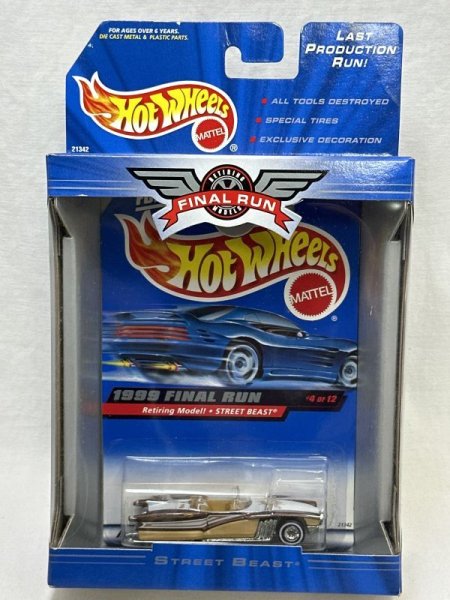 FOR AGES OVER 6 YEARS.
DIE CAST METAL & PLASTIC PARTS.
LAST
PRODUCTION
RUN!
HOT WHEELS
MATTEL
®
21342
ALL TOOLS DESTROYED
SPECIAL TIRES
EXCLUSIVE DECORATION
RETIRING
FINAL RUN
MODELS
HOT WHEELS
MATTEL
®
1999 FINAL RUN
#4 OF 12
Retiring Model! • STREET BEAST®
21342
STREET BEAST®